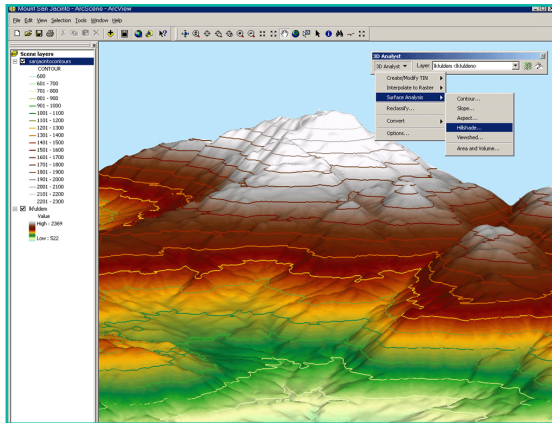 Mount San Jacinto - ArcScene - ArcView
File Edit View Selection Tools Window Help
3D Analyst
3D Analyst Layer: lkfuldem
Create/Modify TIN
Interpolate to Raster
Surface Analysis
Reclassify...
Convert
Options...
Contour...
Slope...
Aspect...
Hillshade...
Viewshed...
Area and Volume...
Scene layers
sanjacintocontours
CONTOUR
600
601 - 700
701 - 800
801 - 900
901 - 1000
1001 - 1100
1101 - 1200
1201 - 1300
1301 - 1400
1401 - 1500
1501 - 1600
1601 - 1700
1701 - 1800
1801 - 1900
1901 - 2000
2001 - 2100
2101 - 2200
2201 - 2300
lkfuldem
Value
High : 2369
Low : 522